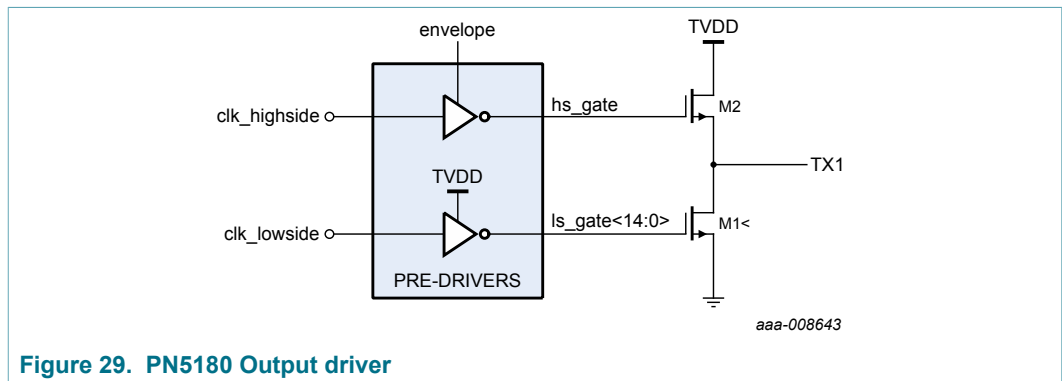 envelope
TVDD
clk_highside
hs_gate
M2
TX1
TVDD
clk_lowside
ls_gate<14:0>
M1<
PRE-DRIVERS
aaa-008643
Figure 29. PN5180 Output driver